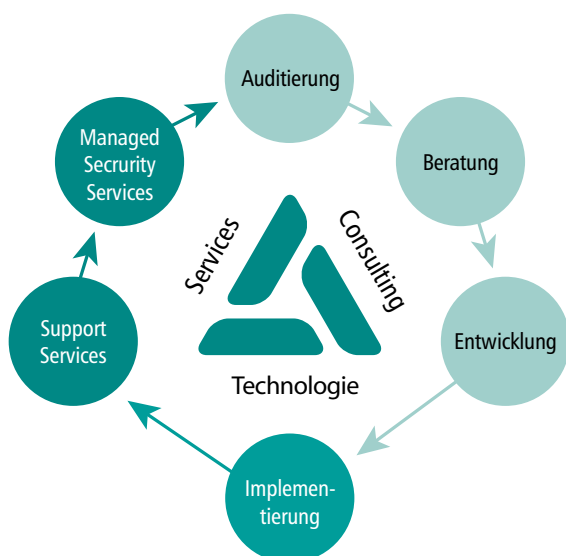 Auditierung
Beratung
Entwicklung
Implemen-
tierung
Support
Services
Managed
Secrurity
Services
Services
Consulting
Technologie